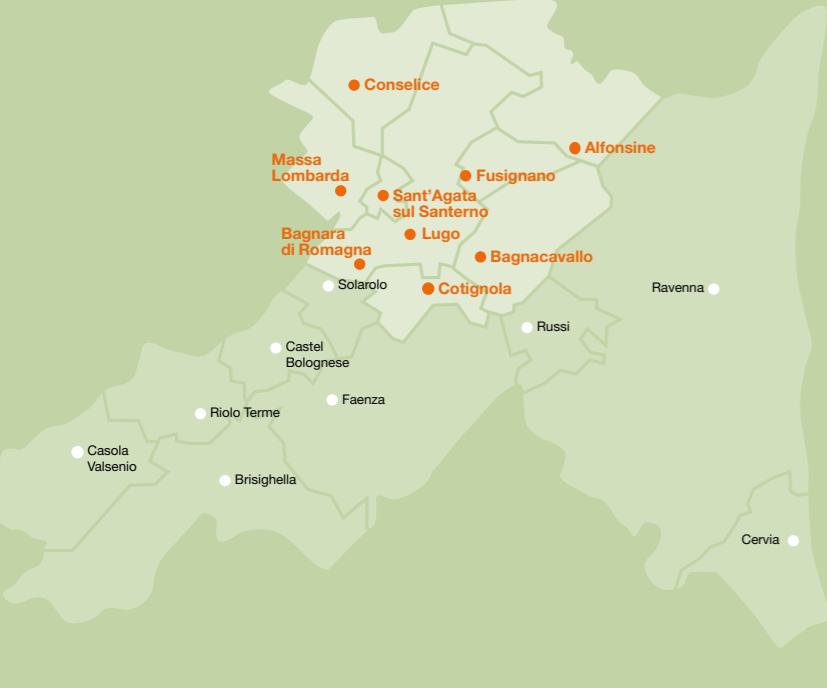 Conselice
Alfonsine
Massa
Lombarda
Fusignano
Sant'Agata
sul Santerno
Bagnara
di Romagna
Lugo
Bagnacavallo
Solarolo
Cotignola
Ravenna
Russi
Castel
Bolognese
Faenza
Riolo Terme
Casola
Valsenio
Brisighella
Cervia